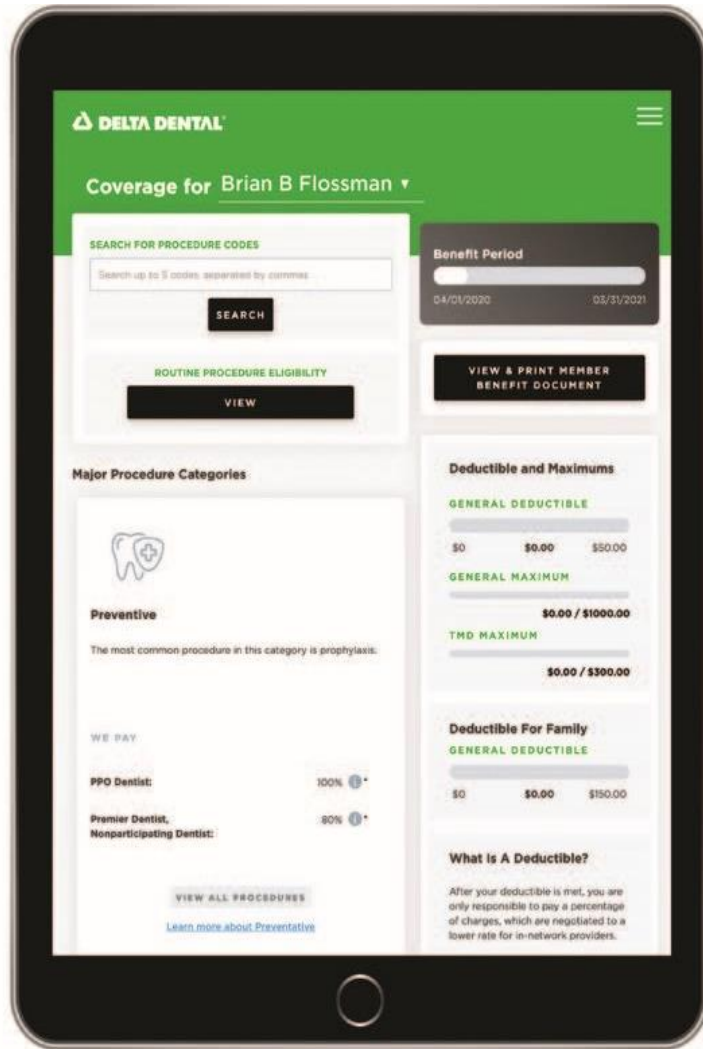 DELTA DENTAL
Coverage for Brian B Flossman
SEARCH FOR PROCEDURE CODES
Search up to 5 codes, separated by commas
SEARCH
ROUTINE PROCEDURE ELIGIBILITY
VIEW
Benefit Period
04/01/2020 03/31/2021
VIEW & PRINT MEMBER
BENEFIT DOCUMENT
Major Procedure Categories
Preventive
The most common procedure in this category is prophylaxis.
WE PAY
PPO Dentist: 100% *
Premier Dentist, 80% *
Nonparticipating Dentist:
VIEW ALL PROCEDURES
Learn more about Preventative
Deductible and Maximums
GENERAL DEDUCTIBLE
$0 $0.00 $50.00
GENERAL MAXIMUM
$0.00 / $1000.00
TMD MAXIMUM
$0.00 / $300.00
Deductible For Family
GENERAL DEDUCTIBLE
$0 $0.00 $150.00
What Is A Deductible?
After your deductible is met, you are
only responsible to pay a percentage
of charges, which are negotiated to a
lower rate for in-network providers.